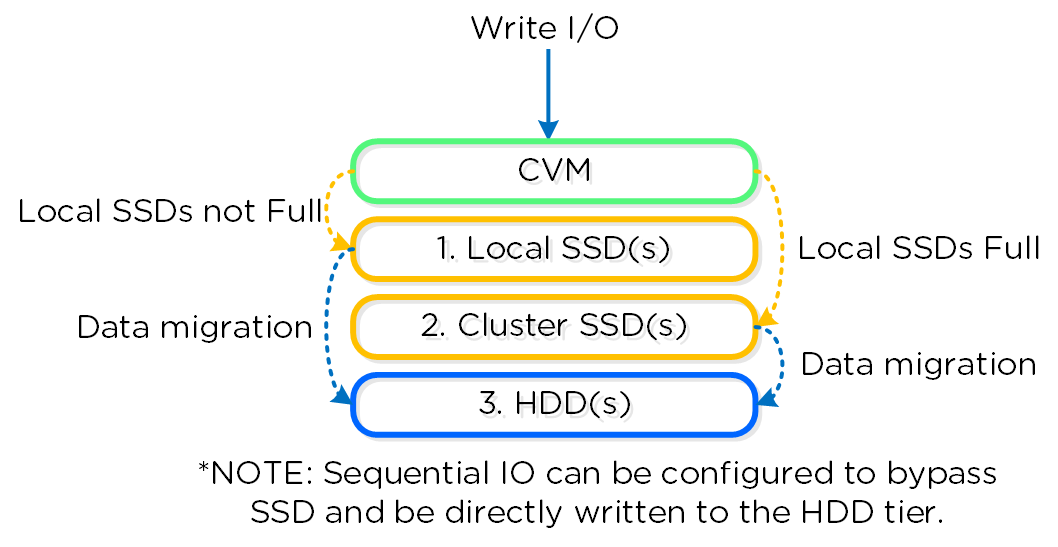 Write I/O
CVM
Local SSDs not Full
1. Local SSD(s)
Local SSDs Full
Data migration
2. Cluster SSD(s)
Data migration
3. HDD(s)
*NOTE: Sequential IO can be configured to bypass
SSD and be directly written to the HDD tier.